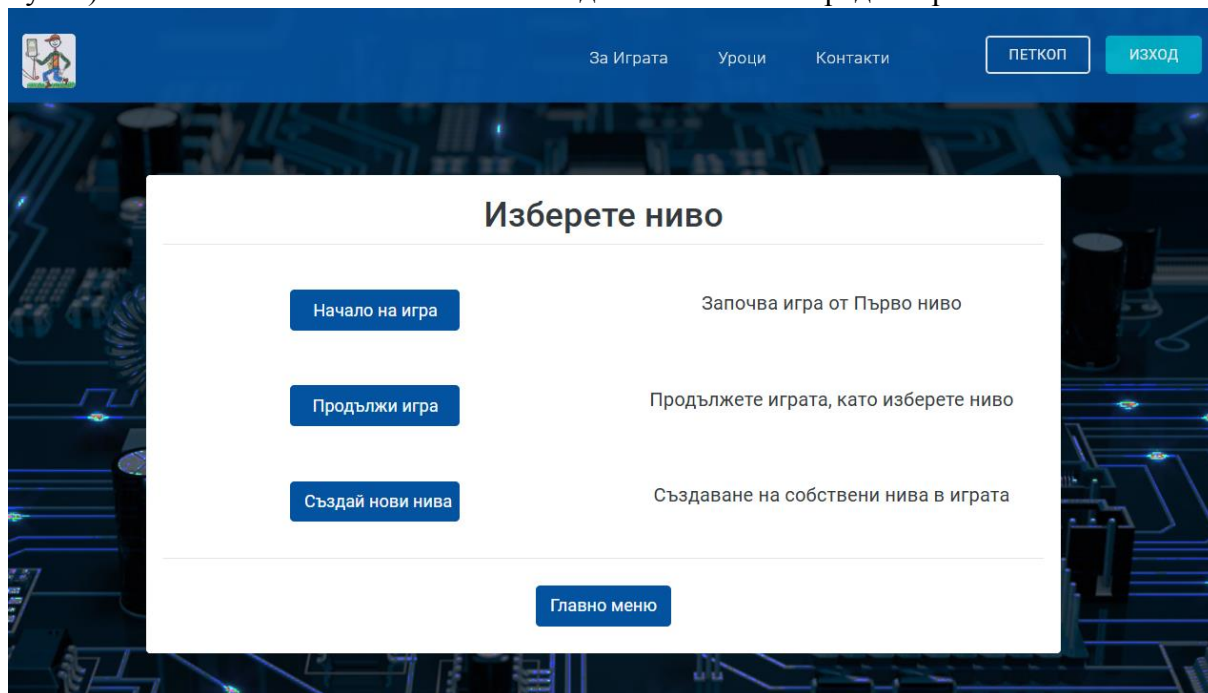 За Играта Уроци Контакти ПЕТКОП ИЗХОД
Изберете ниво
Начало на игра Започва игра от Първо ниво
Продължи игра Продължете играта, като изберете ниво
Създай нови нива Създаване на собствени нива в играта
Главно меню